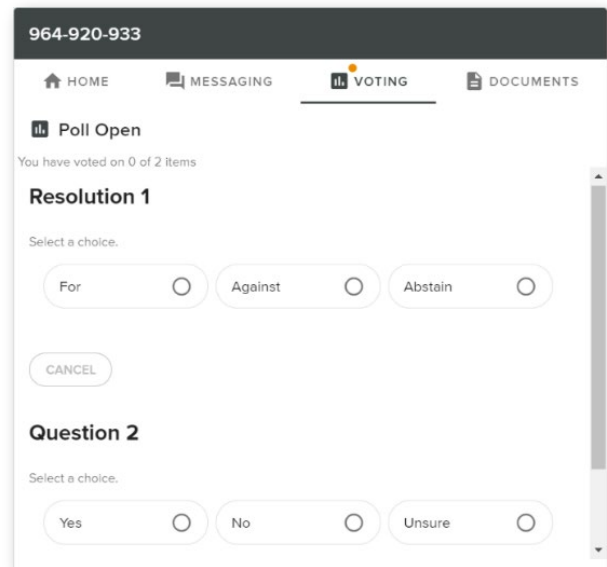 964-920-933
HOME MESSAGING VOTING DOCUMENTS
Poll Open
You have voted on 0 of 2 items
Resolution 1
Select a choice.
For Against Abstain
CANCEL
Question 2
Select a choice.
Yes No Unsure